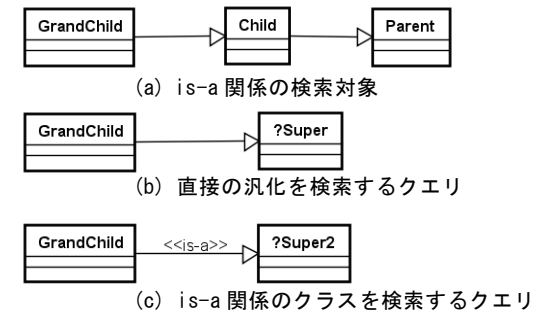 GrandChild Child Parent
(a) is-a 関係の検索対象
GrandChild ?Super
(b) 直接の汎化を検索するクエリ
GrandChild <<is-a>> ?Super2
(c) is-a 関係のクラスを検索するクエリ